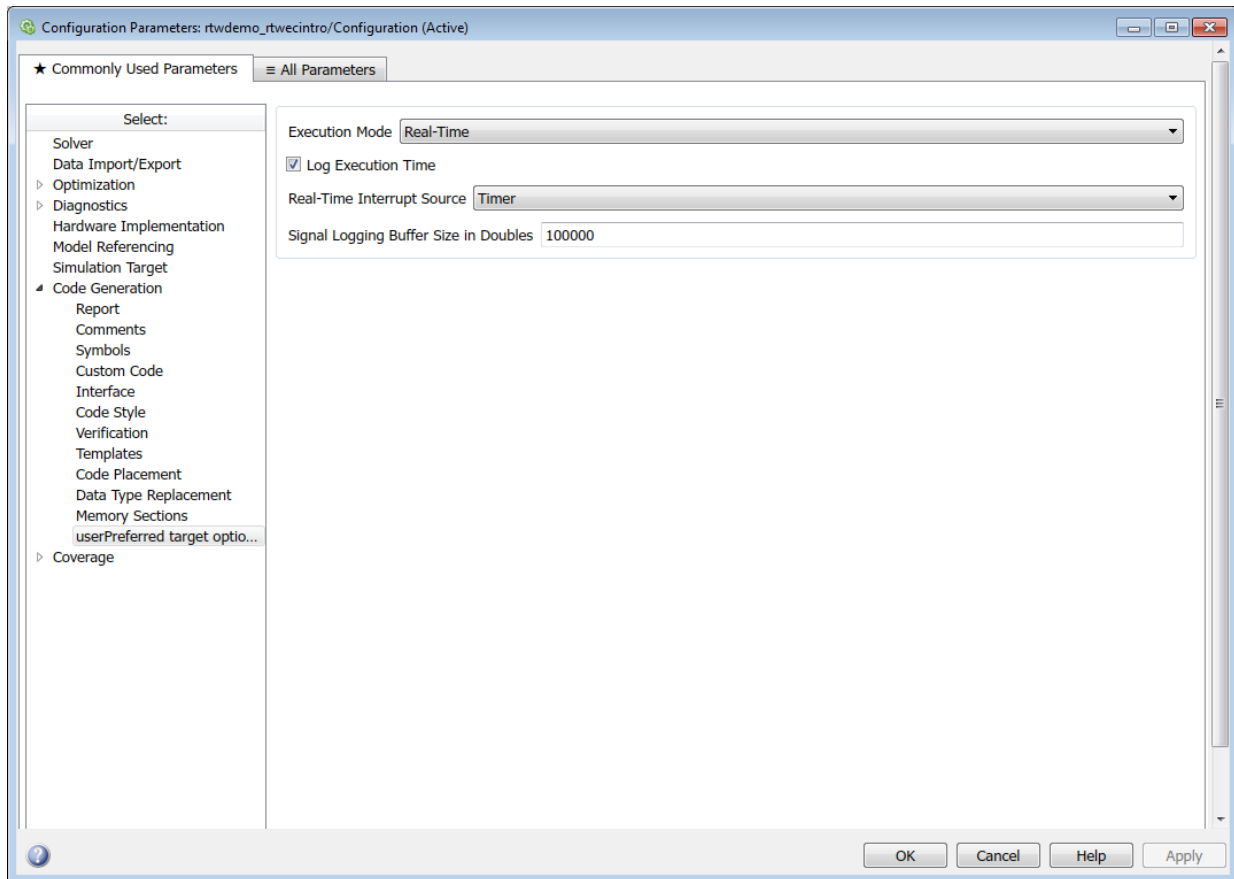 Configuration Parameters: rtwdemo_rtwecintro/Configuration (Active)
★ Commonly Used Parameters
≡ All Parameters
Select:
Solver
Data Import/Export
Optimization
Diagnostics
Hardware Implementation
Model Referencing
Simulation Target
Code Generation
Report
Comments
Symbols
Custom Code
Interface
Code Style
Verification
Templates
Code Placement
Data Type Replacement
Memory Sections
userPreferred target optio...
Coverage
Execution Mode Real-Time
Log Execution Time
Real-Time Interrupt Source Timer
Signal Logging Buffer Size in Doubles 100000
OK Cancel Help Apply